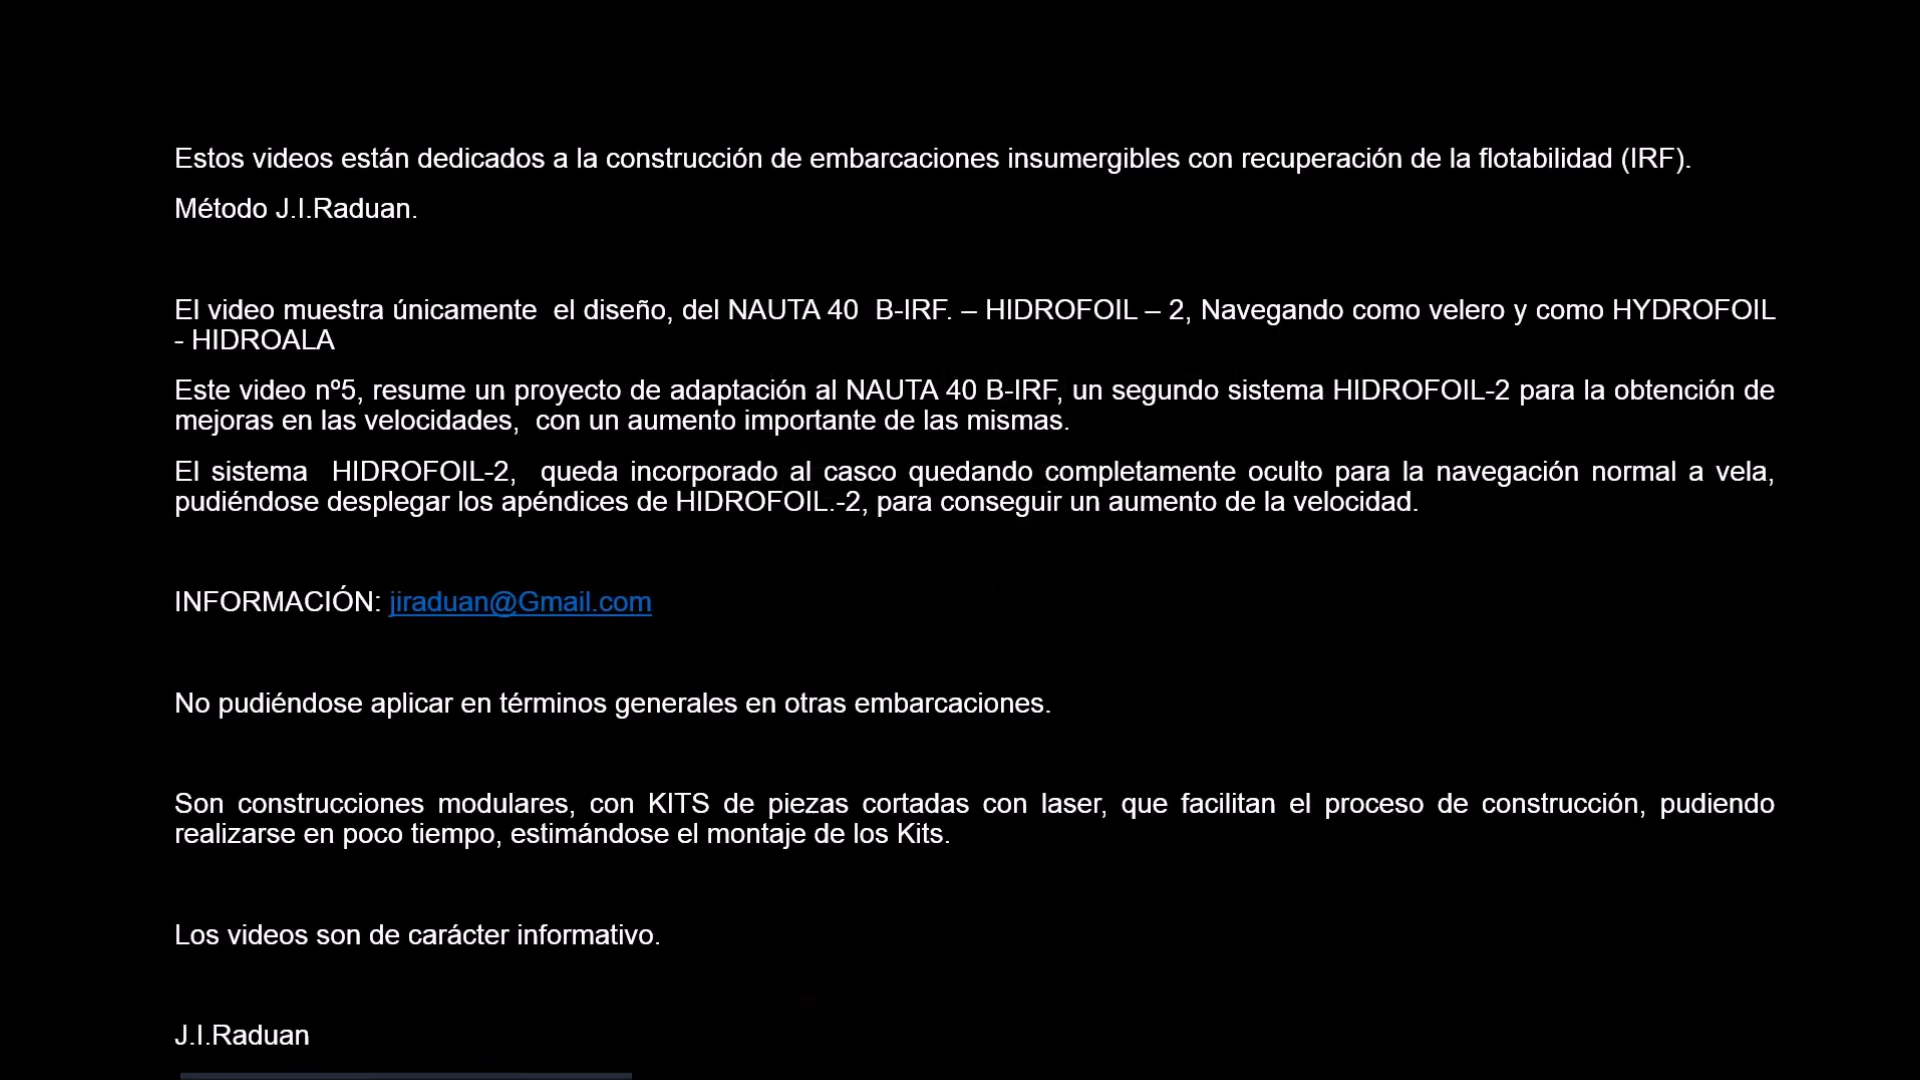 Estos videos están dedicados a la construcción de embarcaciones insumergibles con recuperación de la flotabilidad (IRF).
Método J.I.Raduan.
El video muestra únicamente  el diseño, del NAUTA 40  B-IRF. – HIDROFOIL – 2, Navegando como velero y como HYDROFOIL
- HIDROALA
Este video nº5, resume un proyecto de adaptación al NAUTA 40 B-IRF, un segundo sistema HIDROFOIL-2 para la obtención de
mejoras en las velocidades,  con un aumento importante de las mismas.
El sistema  HIDROFOIL-2,  queda incorporado al casco quedando completamente oculto para la navegación normal a vela,
pudiéndose desplegar los apéndices de HIDROFOIL.-2, para conseguir un aumento de la velocidad.
INFORMACIÓN: jiraduan@Gmail.com
No pudiéndose aplicar en términos generales en otras embarcaciones.
Son construcciones modulares, con KITS de piezas cortadas con laser, que facilitan el proceso de construcción, pudiendo
realizarse en poco tiempo, estimándose el montaje de los Kits.
Los videos son de carácter informativo.
J.I.Raduan